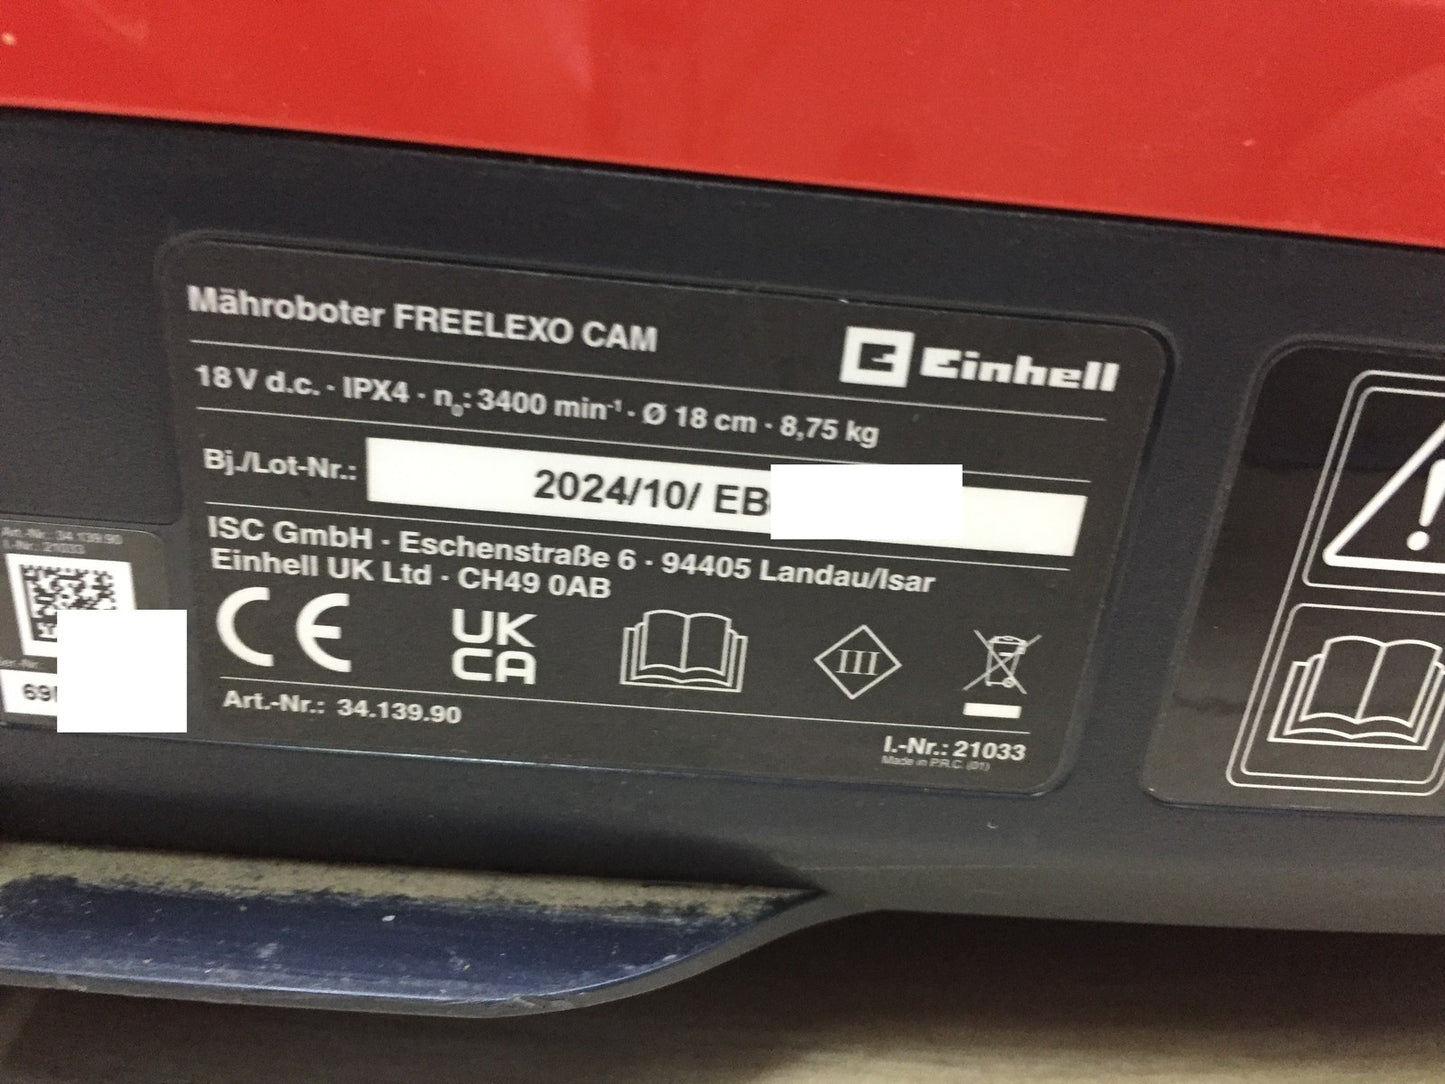 Mähroboter FREELEXO CAM
Einhell
18 V d.c. · IPX4 · n₀: 3400 min⁻¹ · Ø 18 cm · 8,75 kg
Bj./Lot-Nr.: 2024/10/ EB
ISC GmbH · Eschenstraße 6 · 94405 Landau/Isar
Einhell UK Ltd · CH49 0AB
CE
UK
CA
III
Art.-Nr.: 34.139.90
I.-Nr.: 21033
Made in P.R.C. (01)
Art.-Nr.: 34.139.90
I.-Nr.: 21033
Ser.-Nr.
69